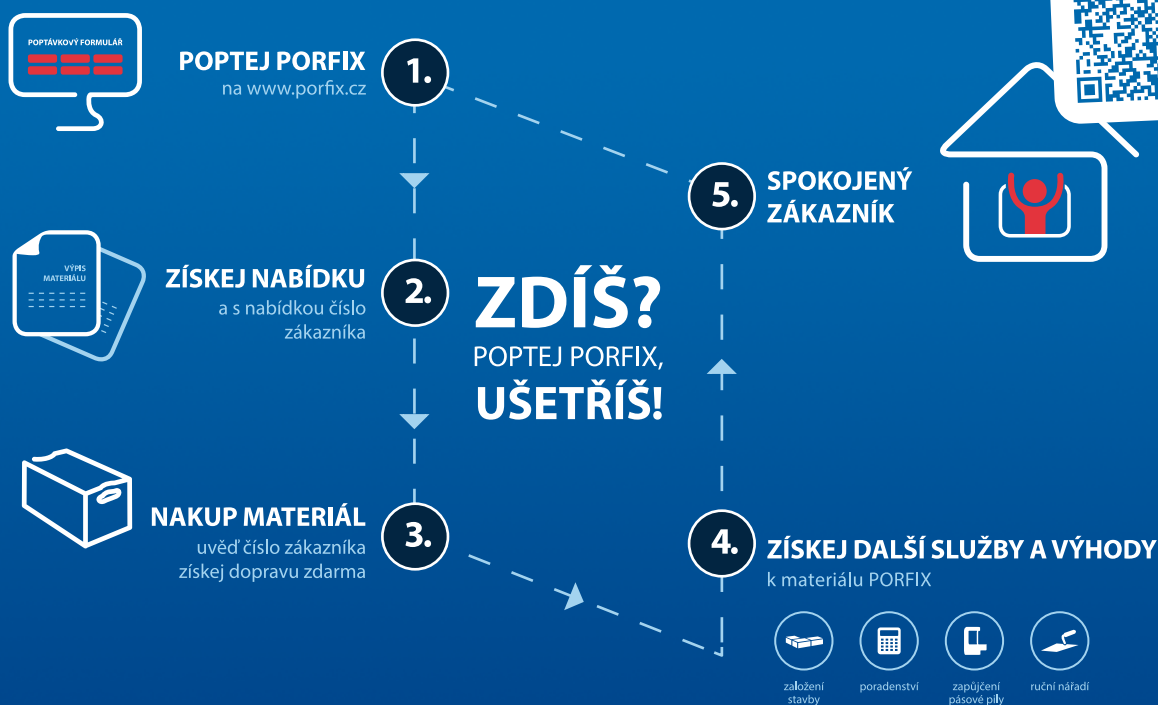 POPTÁVKOVÝ FORMULÁŘ
POPTEJ PORFIX
na www.porfix.cz
1.
VÝPIS
MATERIÁLU
ZÍSKEJ NABÍDKU
a s nabídkou číslo
zákazníka
2.
NAKUP MATERIÁL
uvěď číslo zákazníka
získej dopravu zdarma
3.
ZDÍŠ?
POPTEJ PORFIX,
UŠETŘÍŠ!
4.
ZÍSKEJ DALŠÍ SLUŽBY A VÝHODY
k materiálu PORFIX
založení
stavby
poradenství
zapůjčení
pásové pily
ruční nářadí
5.
SPOKOJENÝ
ZÁKAZNÍK